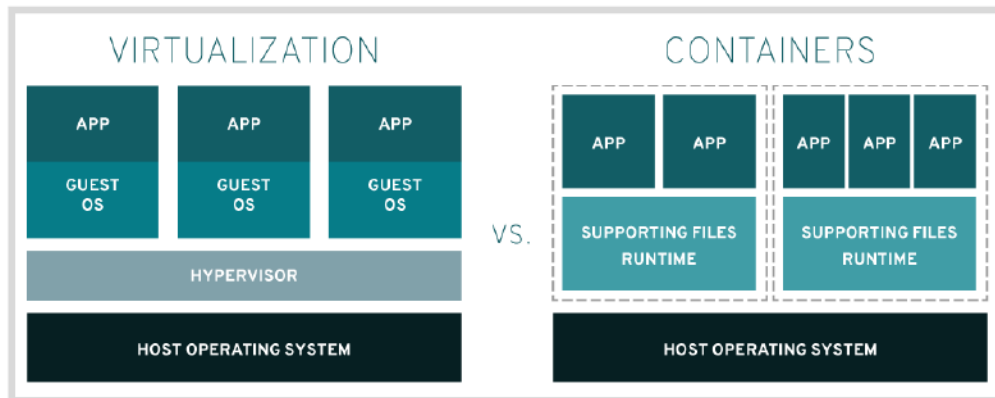 VIRTUALIZATION
APP
APP
APP
GUEST
OS
GUEST
OS
GUEST
OS
HYPERVISOR
HOST OPERATING SYSTEM
VS.
CONTAINERS
APP
APP
APP
APP
APP
SUPPORTING FILES
RUNTIME
SUPPORTING FILES
RUNTIME
HOST OPERATING SYSTEM